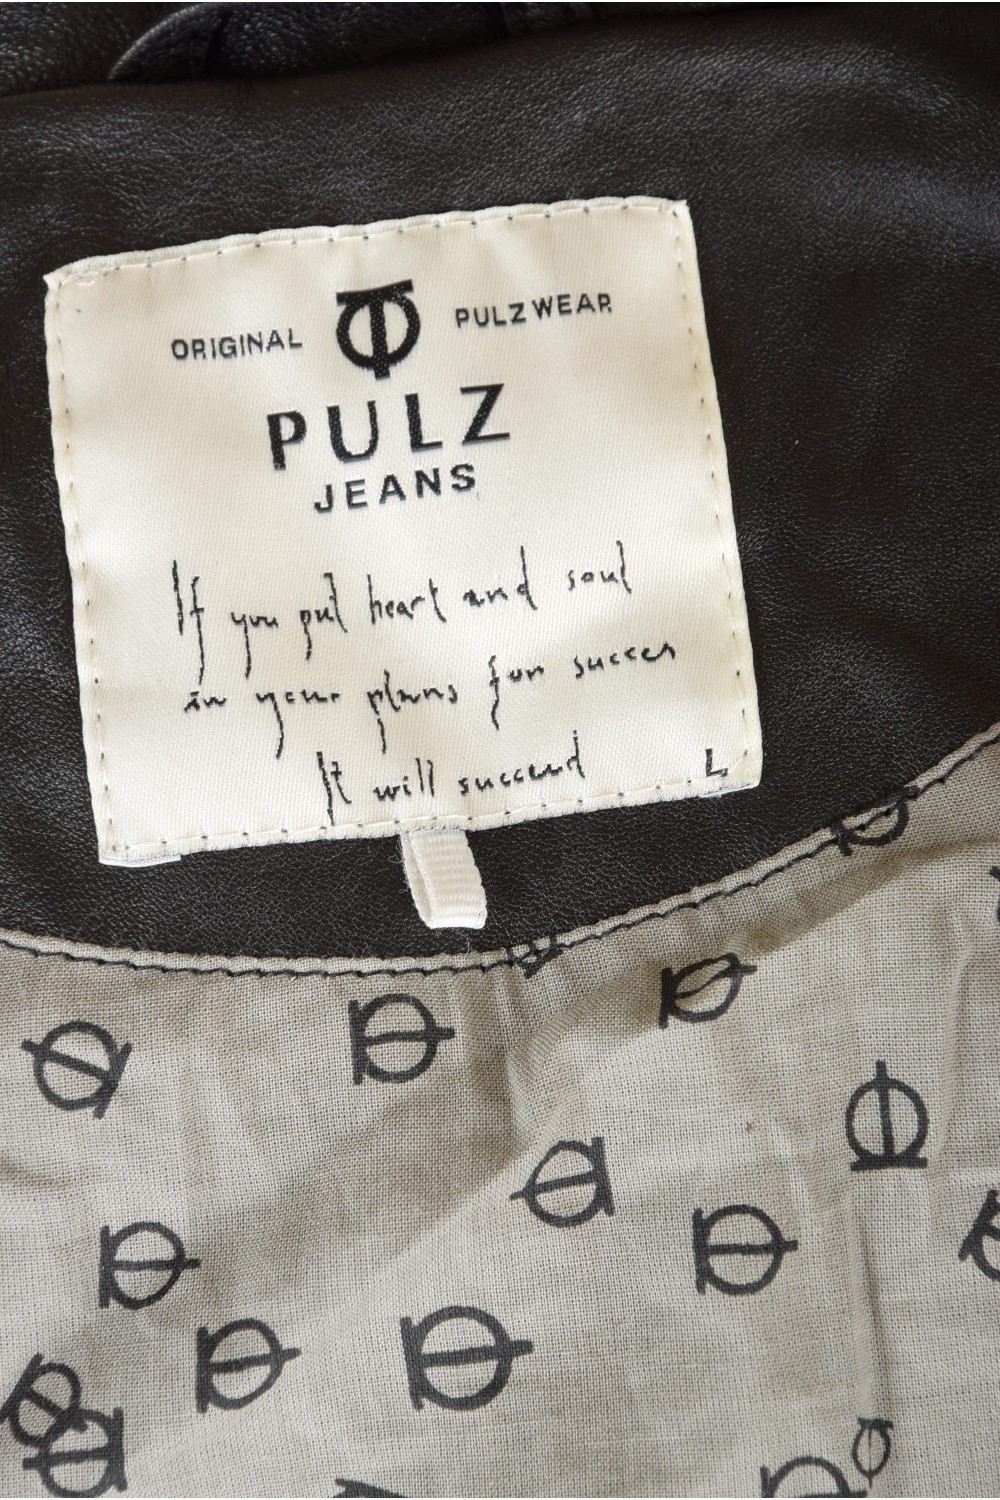 ORIGINAL PULZWEAR
PULZ
JEANS
If you put heart and soul
in your plans for succes
It will succeed
L